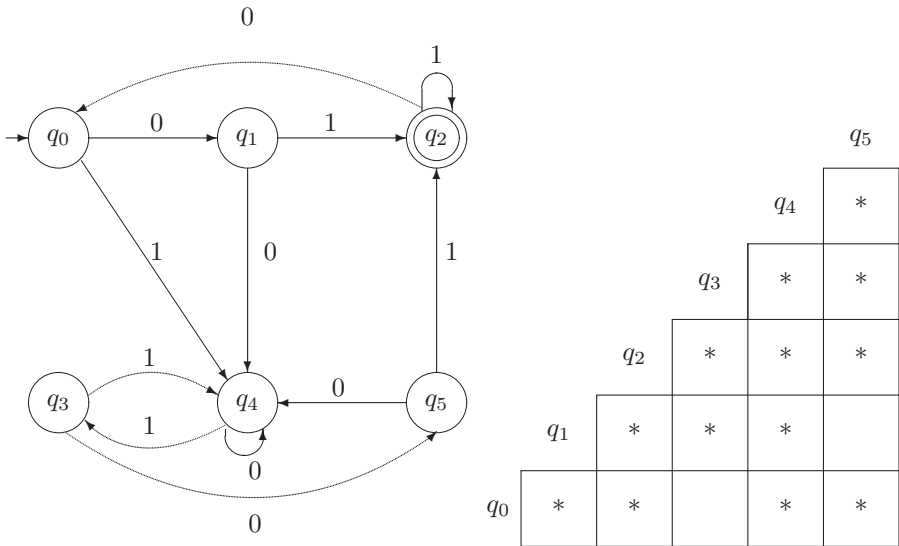 0
1
q₀ 0 q₁ 1 q₂
1 0 1
1
q₃ q₄ 0 q₅
1
0
0
q₅
q₄ *
q₃ * *
q₂ * * *
q₁ * * *
q₀ * * * *